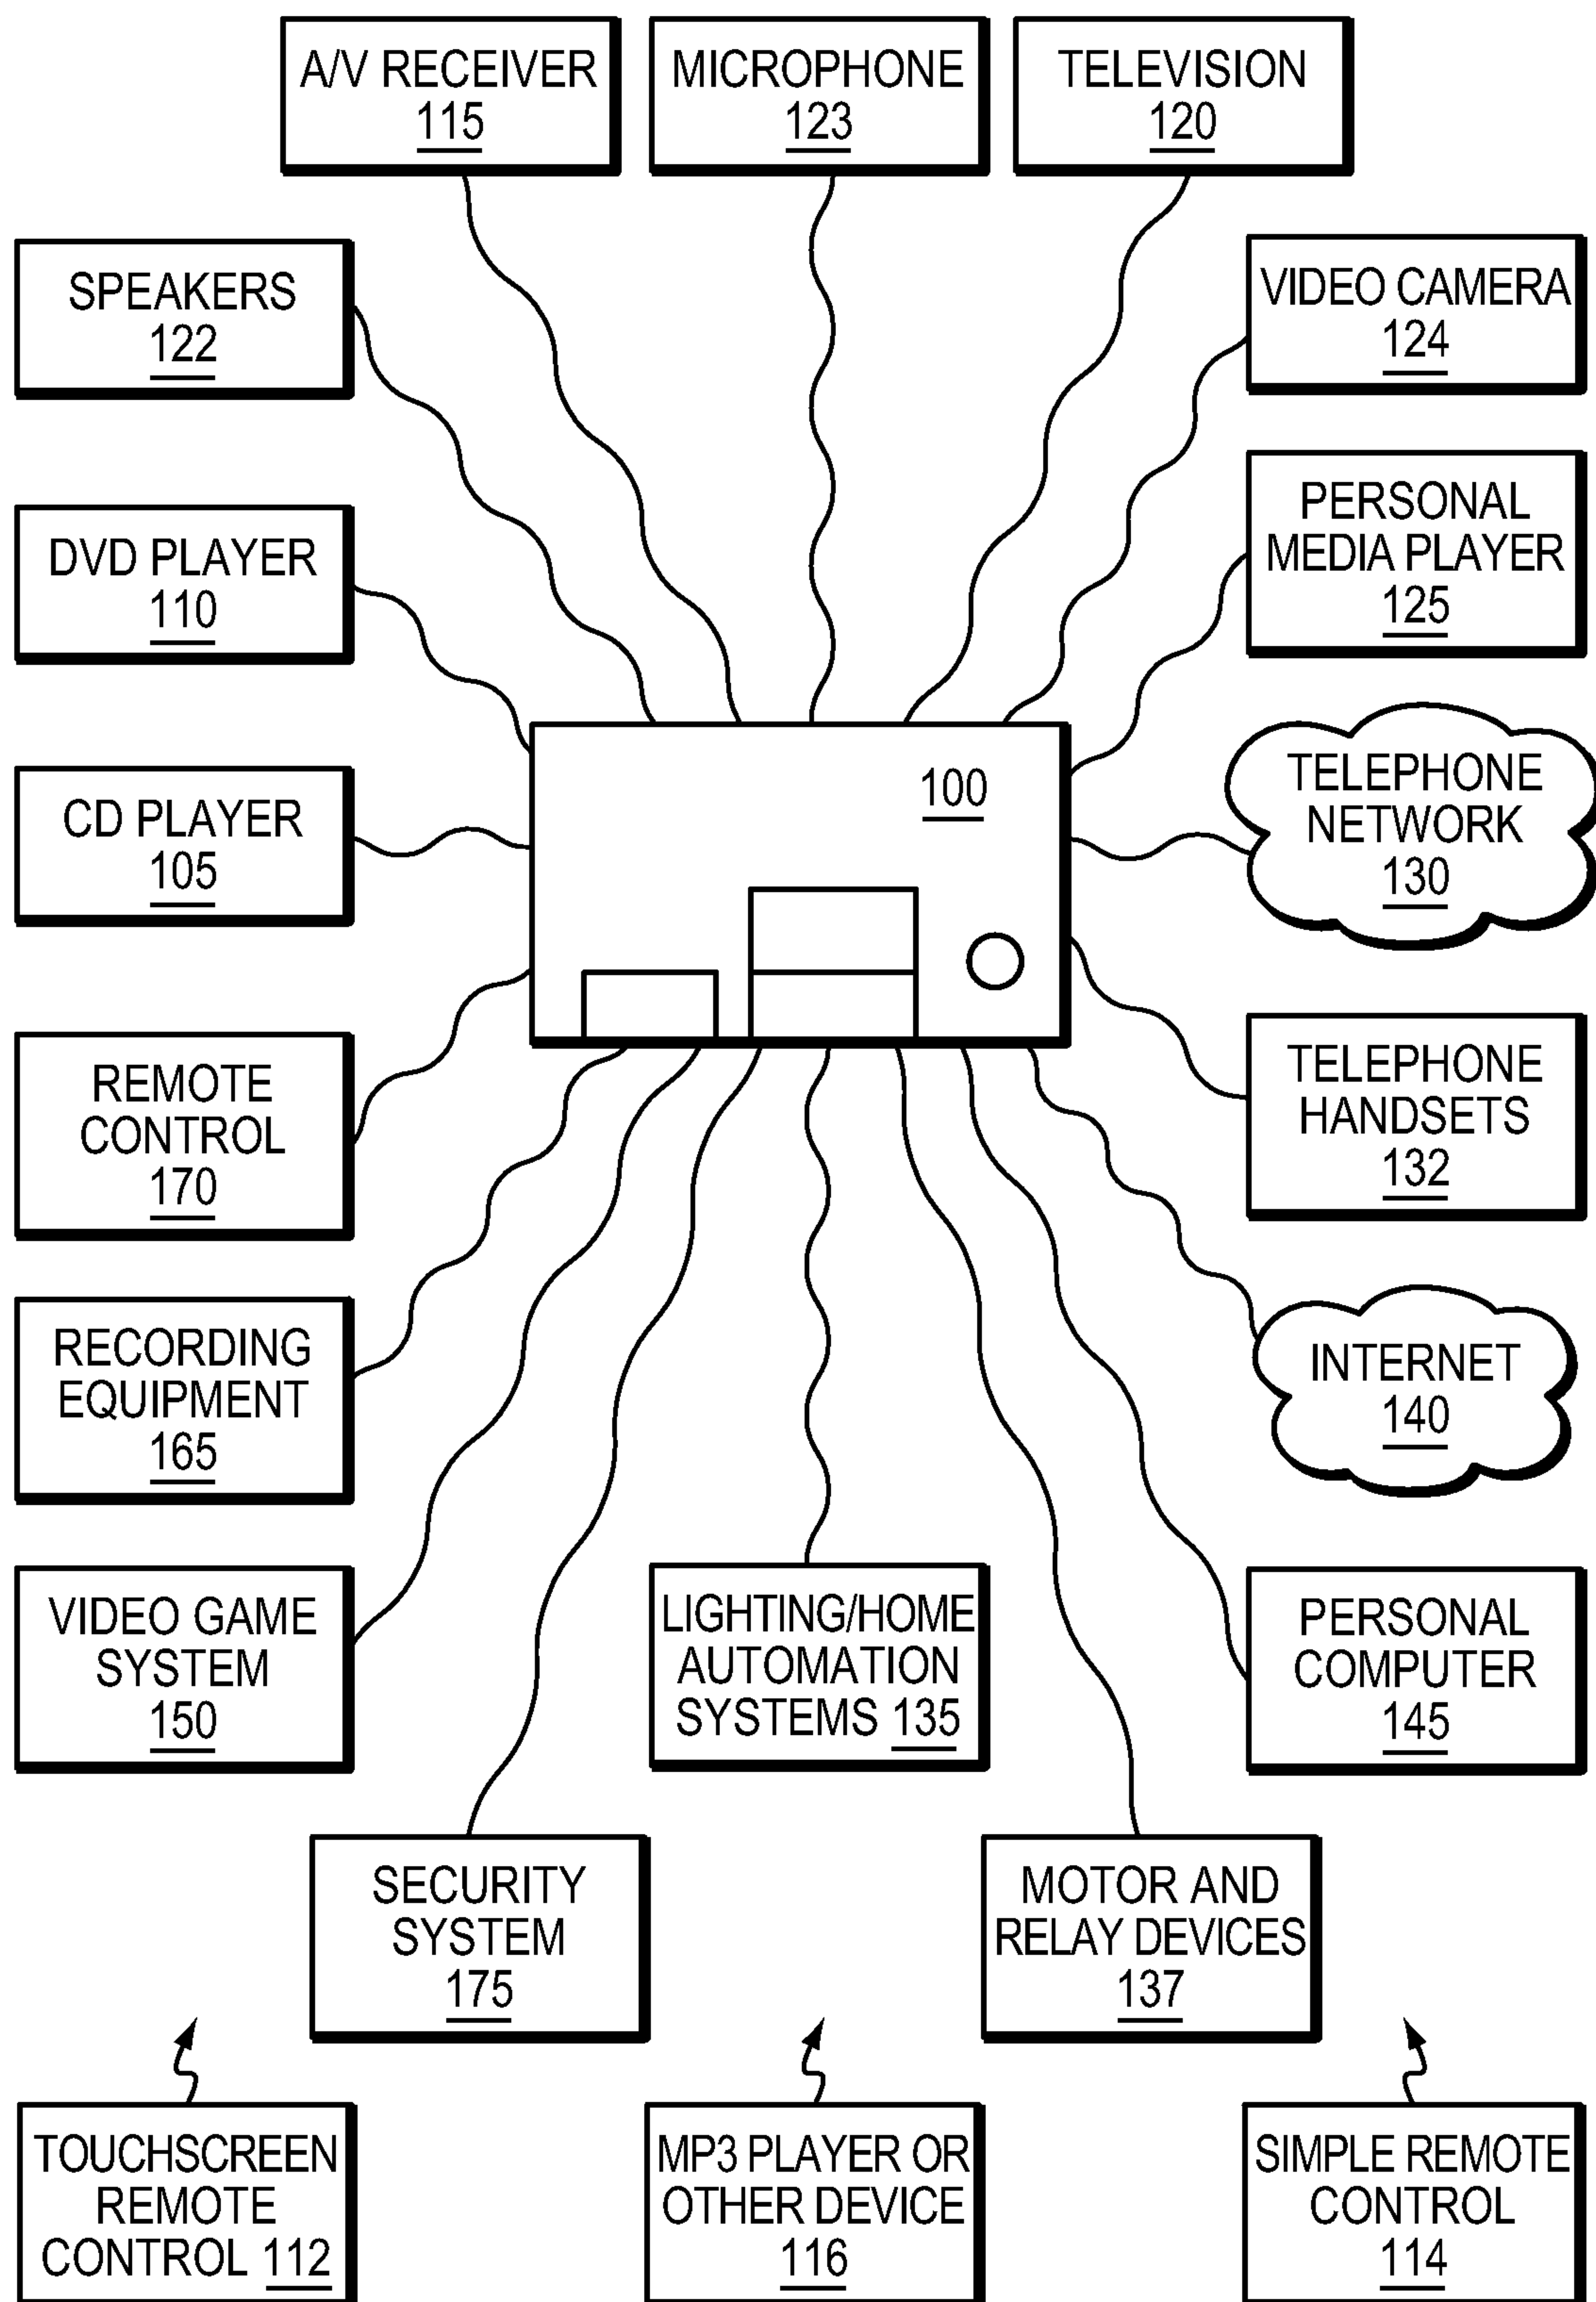 A/V RECEIVER
115
MICROPHONE
123
TELEVISION
120
SPEAKERS
122
VIDEO CAMERA
124
DVD PLAYER
110
PERSONAL
MEDIA PLAYER
125
CD PLAYER
105
100
TELEPHONE
NETWORK
130
REMOTE
CONTROL
170
TELEPHONE
HANDSETS
132
RECORDING
EQUIPMENT
165
INTERNET
140
VIDEO GAME
SYSTEM
150
LIGHTING/HOME
AUTOMATION
SYSTEMS 135
PERSONAL
COMPUTER
145
SECURITY
SYSTEM
175
MOTOR AND
RELAY DEVICES
137
TOUCHSCREEN
REMOTE
CONTROL 112
MP3 PLAYER OR
OTHER DEVICE
116
SIMPLE REMOTE
CONTROL
114